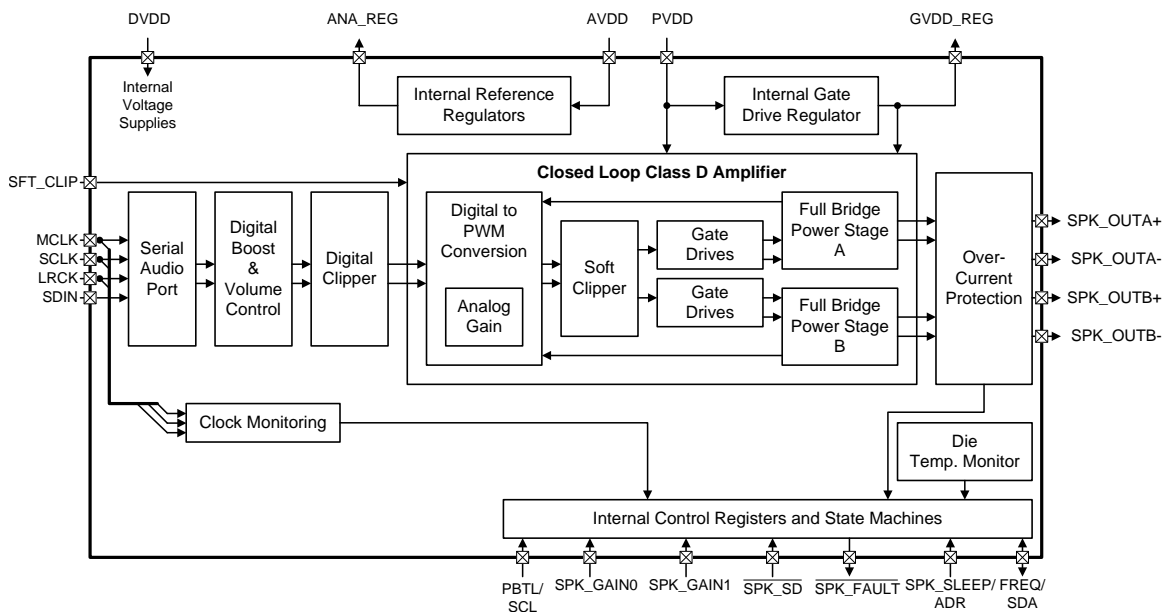 DVDD
ANA_REG
AVDD
PVDD
GVDD_REG
Internal
Voltage
Supplies
Internal Reference
Regulators
Internal Gate
Drive Regulator
SFT_CLIP
MCLK
SCLK
LRCK
SDIN
Serial
Audio
Port
Digital
Boost
&
Volume
Control
Digital
Clipper
Closed Loop Class D Amplifier
Digital to
PWM
Conversion
Analog
Gain
Soft
Clipper
Gate
Drives
Gate
Drives
Full Bridge
Power Stage
A
Full Bridge
Power Stage
B
Over-
Current
Protection
SPK_OUTA+
SPK_OUTA-
SPK_OUTB+
SPK_OUTB-
Clock Monitoring
Die
Temp. Monitor
Internal Control Registers and State Machines
PBTL/
SCL
SPK_GAIN0
SPK_GAIN1
SPK_SD
SPK_FAULT
SPK_SLEEP/
ADR
FREQ/
SDA